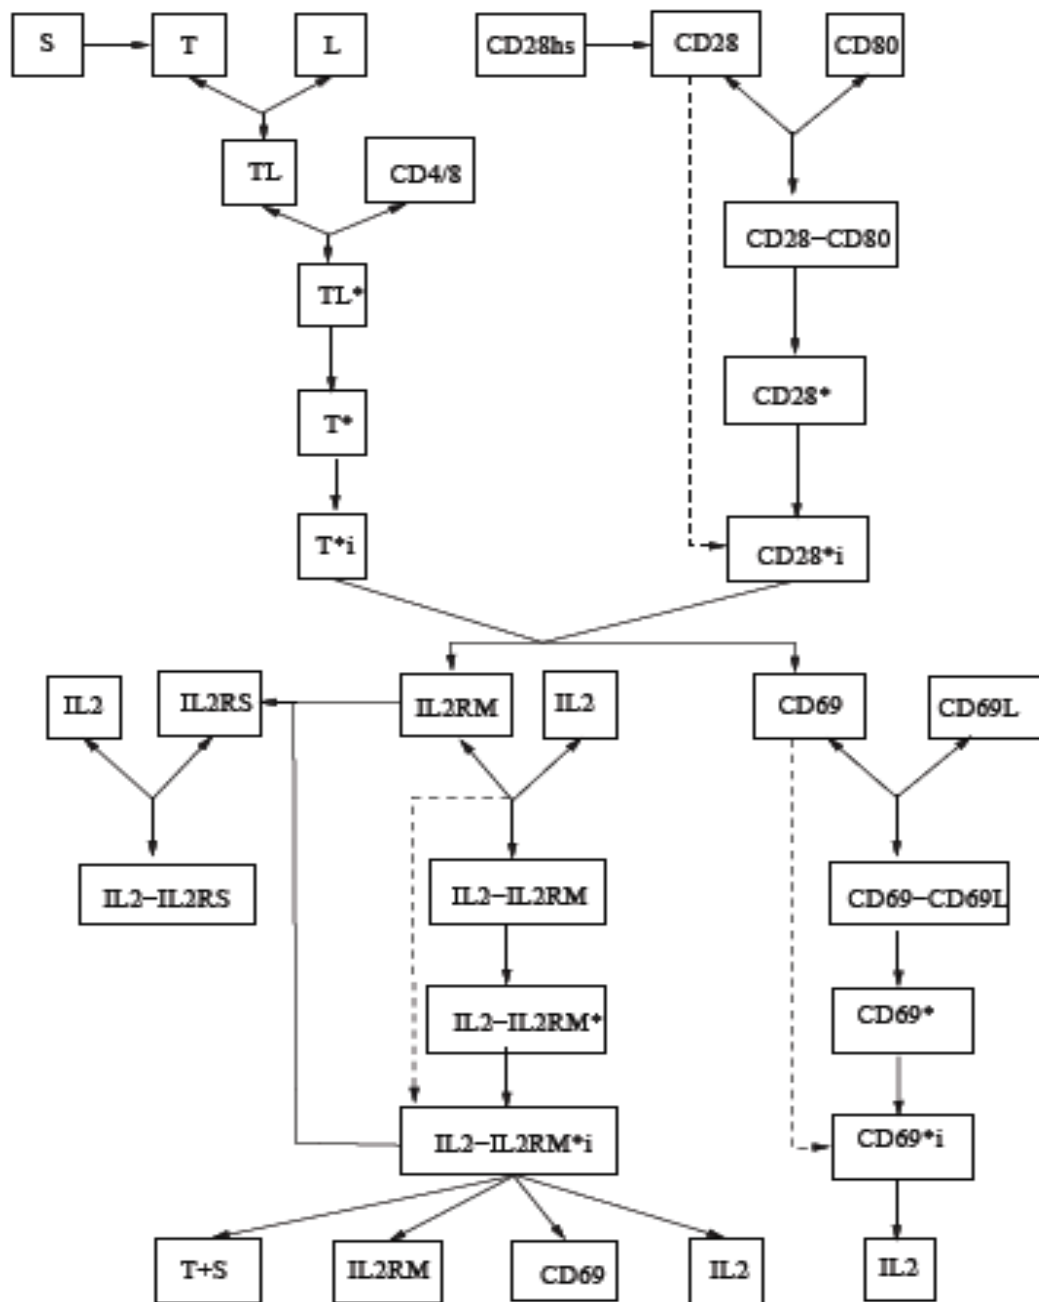 S
T
L
CD28hs
CD28
CD80
TL
CD4/8
CD28−CD80
TL*
CD28*
T*
T*i
CD28*i
IL2
IL2RS
IL2RM
IL2
CD69
CD69L
IL2−IL2RS
IL2−IL2RM
CD69−CD69L
IL2−IL2RM*
CD69*
IL2−IL2RM*i
CD69*i
T+S
IL2RM
CD69
IL2
IL2